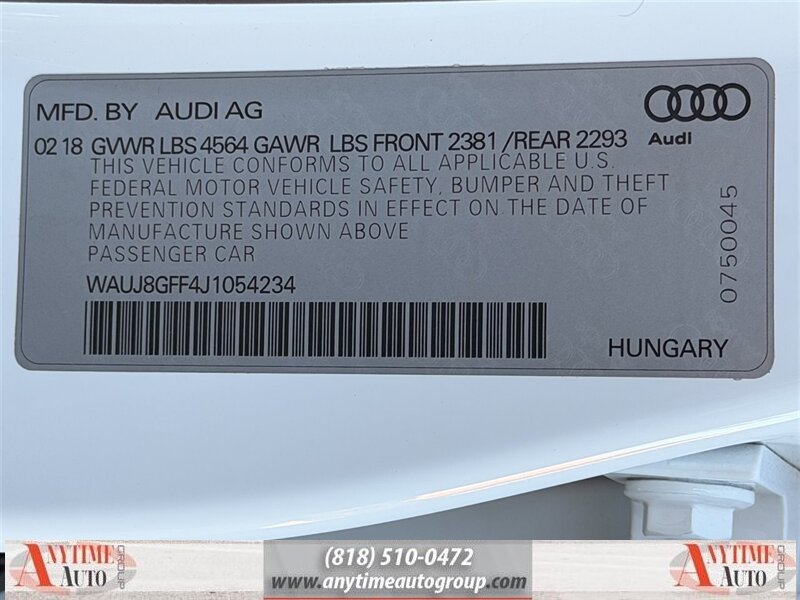 MFD. BY AUDI AG
Audi
02 18 GVWR LBS 4564 GAWR LBS FRONT 2381 /REAR 2293
THIS VEHICLE CONFORMS TO ALL APPLICABLE U.S.
FEDERAL MOTOR VEHICLE SAFETY, BUMPER AND THEFT
PREVENTION STANDARDS IN EFFECT ON THE DATE OF
MANUFACTURE SHOWN ABOVE
PASSENGER CAR
WAUJ8GFF4J1054234
HUNGARY
0750045
ANYTIME AUTO GROUP
(818) 510-0472
www.anytimeautogroup.com
ANYTIME AUTO GROUP